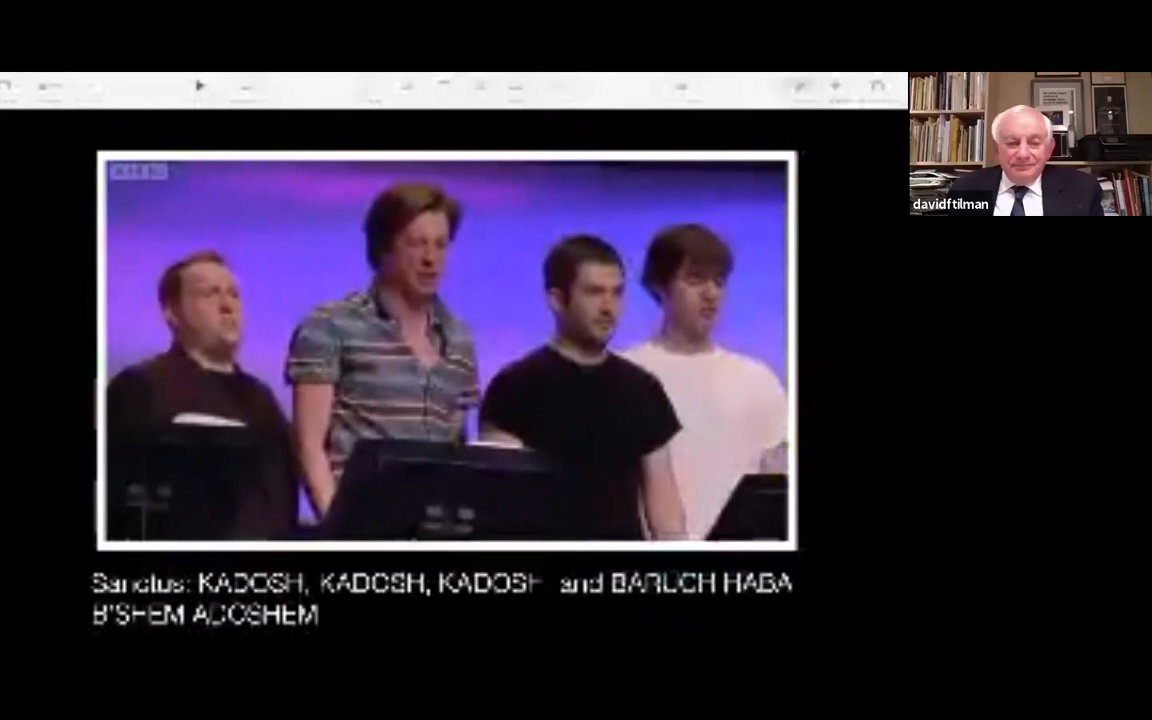 davidftilman
Sanctus: KADOSH, KADOSH, KADOSH and BARUCH HABA
B'SHEM ADOSHEM